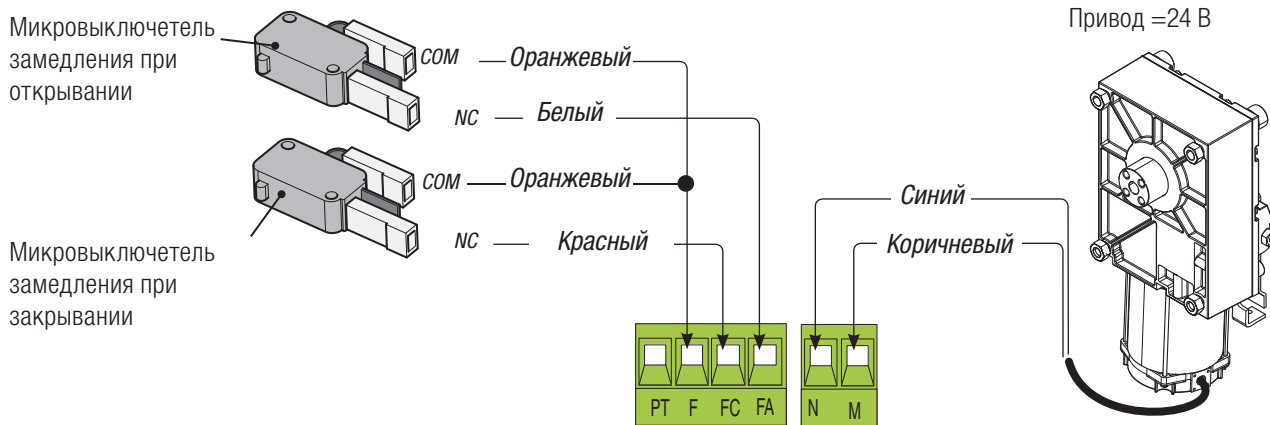 Микровыключетель
замедления при
открывании
COM
Оранжевый
NC
Белый
COM
Оранжевый
NC
Красный
Микровыключетель
замедления при
закрывании
Привод =24 В
Синий
Коричневый
PT F FC FA N M